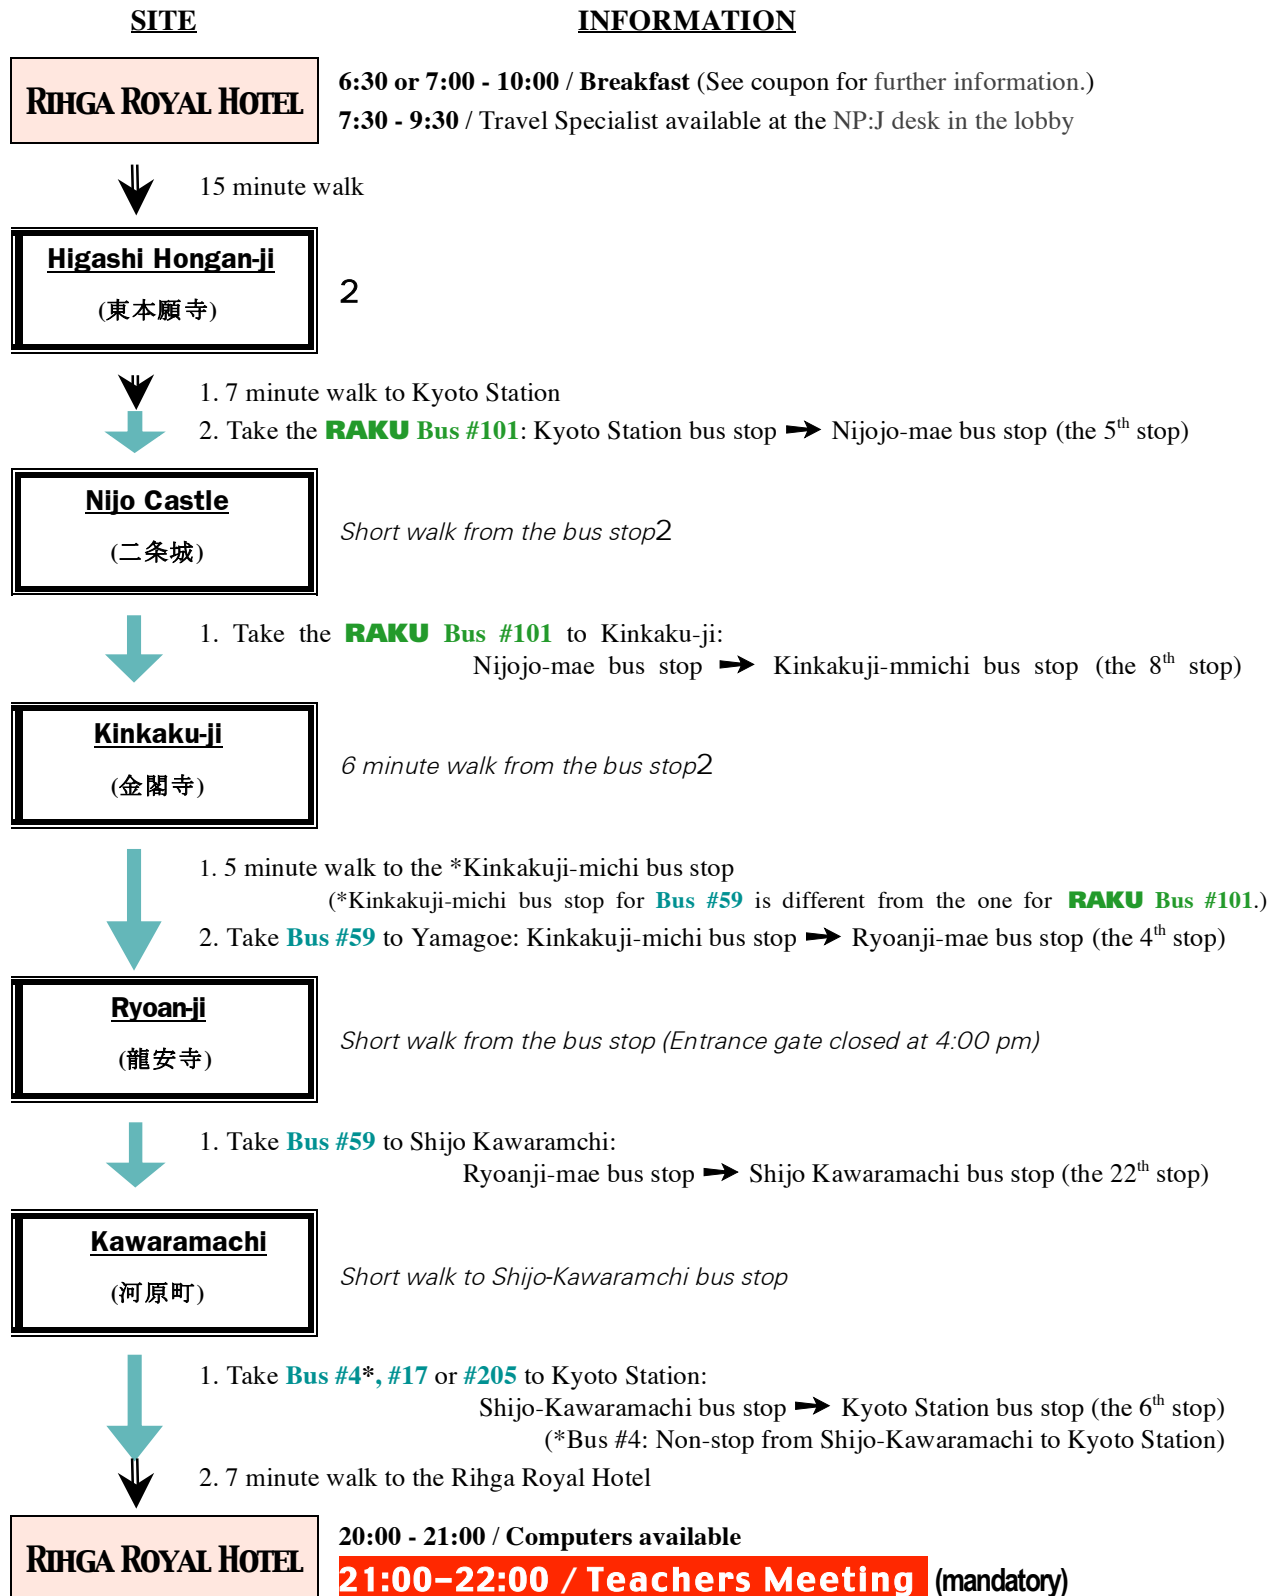 SITE INFORMATION
RIHGA ROYAL HOTEL
6:30 or 7:00 - 10:00 / Breakfast (See coupon for further information.)
7:30 - 9:30 / Travel Specialist available at the NP:J desk in the lobby
15 minute walk
Higashi Hongan-ji
(東本願寺)
2
1. 7 minute walk to Kyoto Station
2. Take the RAKU Bus #101: Kyoto Station bus stop ➞ Nijojo-mae bus stop (the 5th stop)
Nijo Castle
(二条城)
Short walk from the bus stop2
1. Take the RAKU Bus #101 to Kinkaku-ji:
Nijojo-mae bus stop ➞ Kinkakuji-mmichi bus stop (the 8th stop)
Kinkaku-ji
(金閣寺)
6 minute walk from the bus stop2
1. 5 minute walk to the *Kinkakuji-michi bus stop
(*Kinkakuji-michi bus stop for Bus #59 is different from the one for RAKU Bus #101.)
2. Take Bus #59 to Yamagoe: Kinkakuji-michi bus stop ➞ Ryoanji-mae bus stop (the 4th stop)
Ryoan-ji
(龍安寺)
Short walk from the bus stop (Entrance gate closed at 4:00 pm)
1. Take Bus #59 to Shijo Kawaramchi:
Ryoanji-mae bus stop ➞ Shijo Kawaramachi bus stop (the 22th stop)
Kawaramachi
(河原町)
Short walk to Shijo-Kawaramchi bus stop
1. Take Bus #4*, #17 or #205 to Kyoto Station:
Shijo-Kawaramachi bus stop ➞ Kyoto Station bus stop (the 6th stop)
(*Bus #4: Non-stop from Shijo-Kawaramachi to Kyoto Station)
2. 7 minute walk to the Rihga Royal Hotel
RIHGA ROYAL HOTEL
20:00 - 21:00 / Computers available
21:00–22:00 / Teachers Meeting (mandatory)